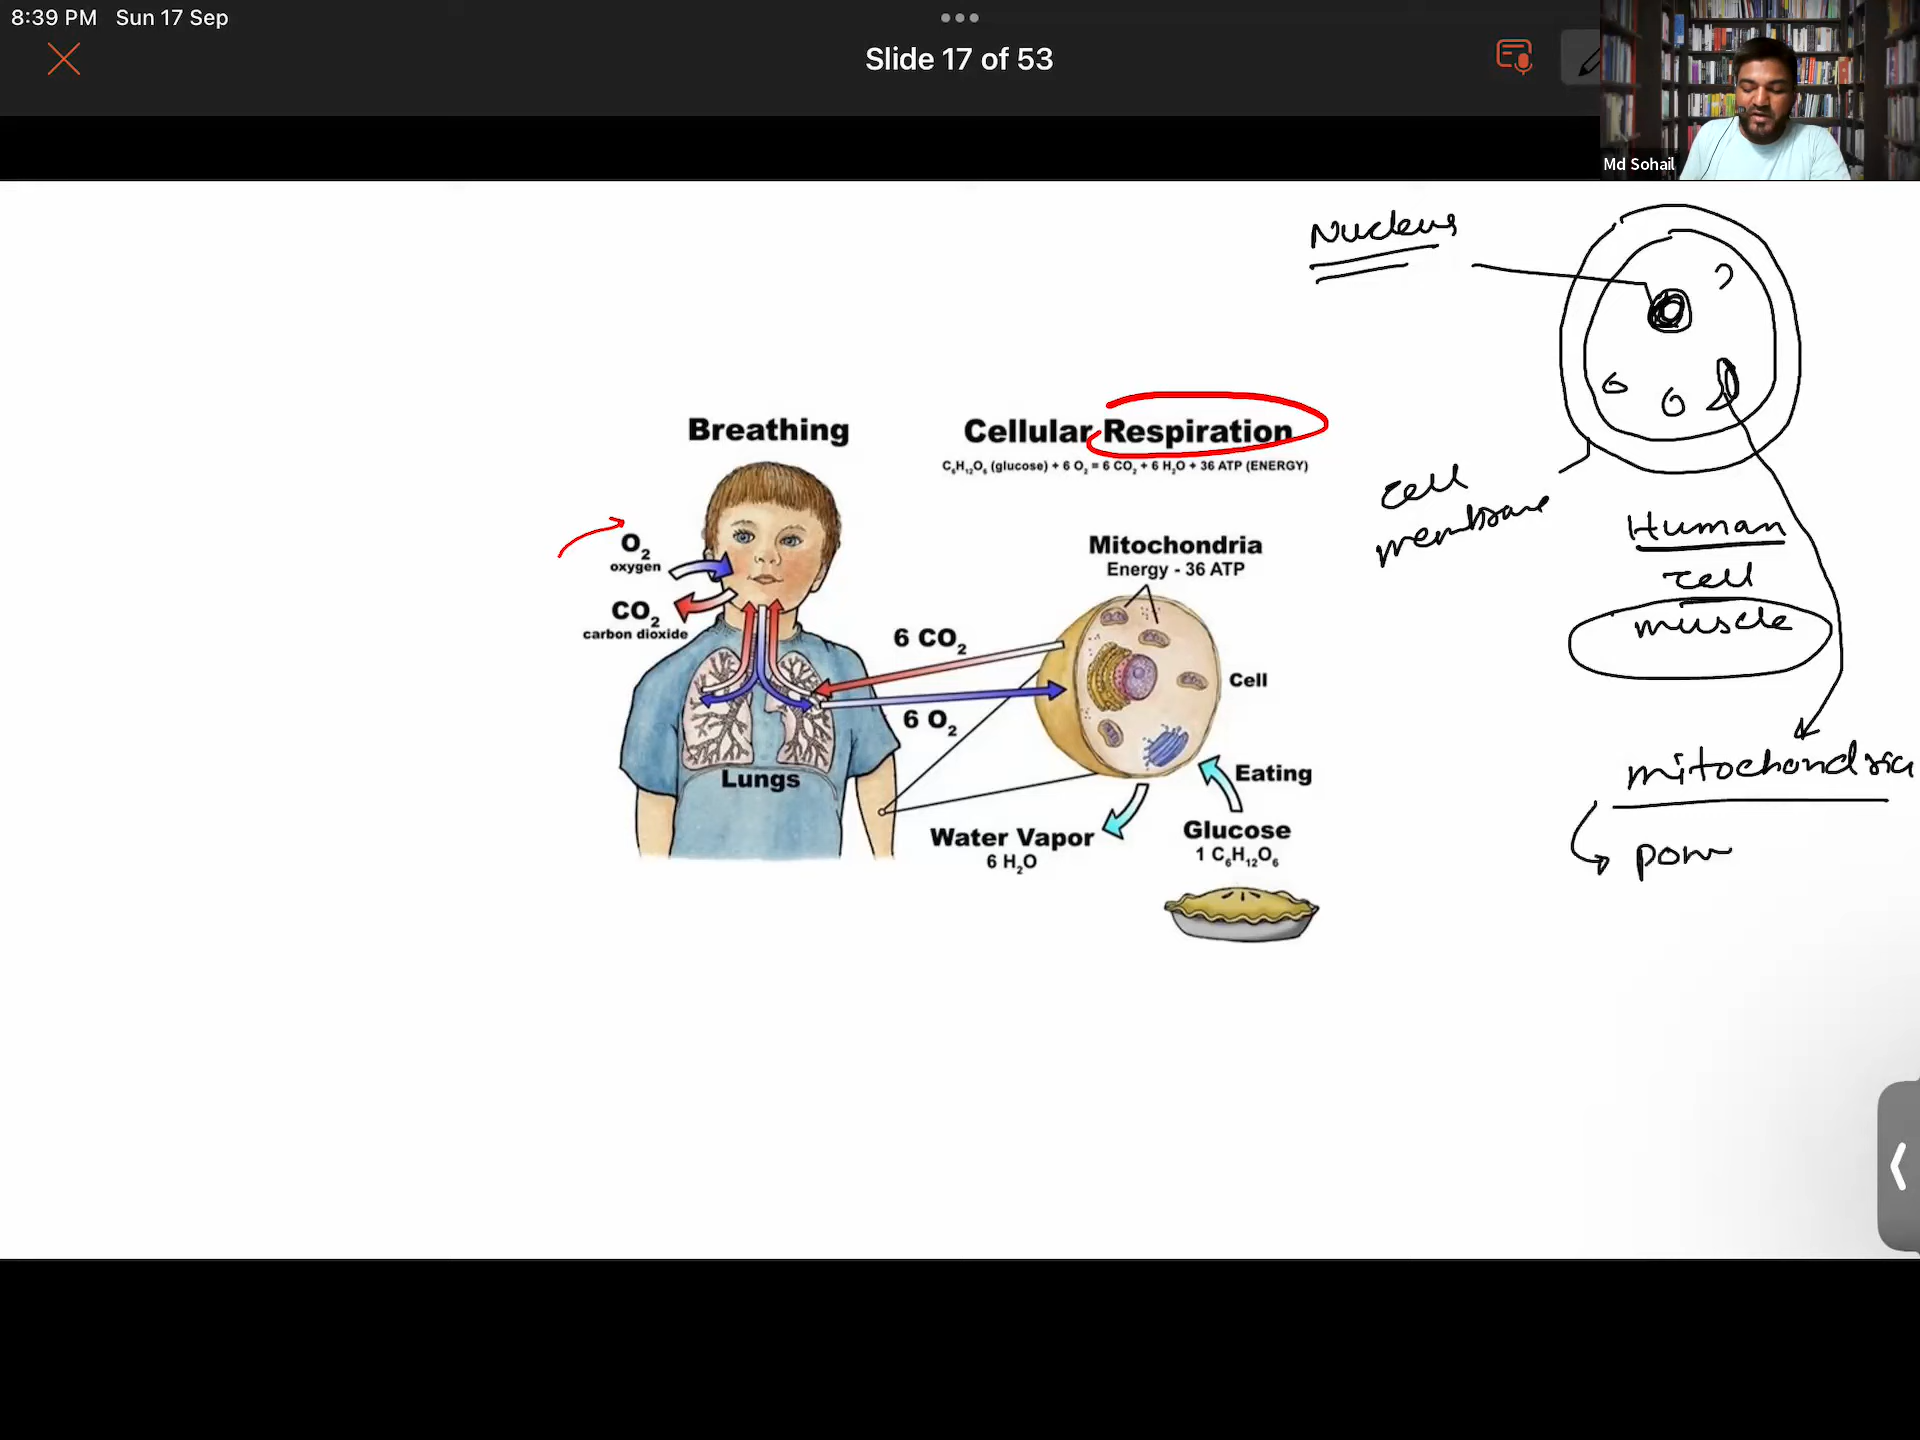 8:39 PM Sun 17 Sep
Slide 17 of 53
Md Sohail
Nucleus
Breathing
Cellular Respiration
C₆H₁₂O₆ (glucose) + 6 O₂ = 6 CO₂ + 6 H₂O + 36 ATP (ENERGY)
cell
membrane
Human
cell
muscle
O₂
oxygen
CO₂
carbon dioxide
Mitochondria
Energy - 36 ATP
6 CO₂
6 O₂
Cell
Lungs
Eating
Water Vapor
6 H₂O
Glucose
1 C₆H₁₂O₆
mitochondria
pow